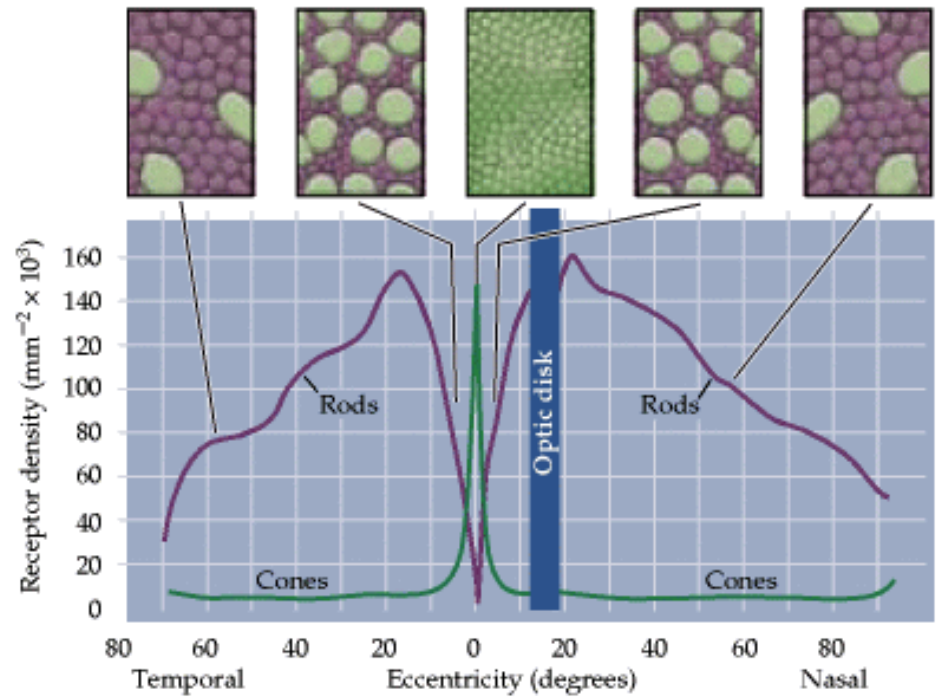 Receptor density (mm⁻² × 10³)
160
140
120
100
80
60
40
20
0
Rods
Rods
Optic disk
Cones
Cones
80 60 40 20 0 20 40 60 80
Temporal Eccentricity (degrees) Nasal